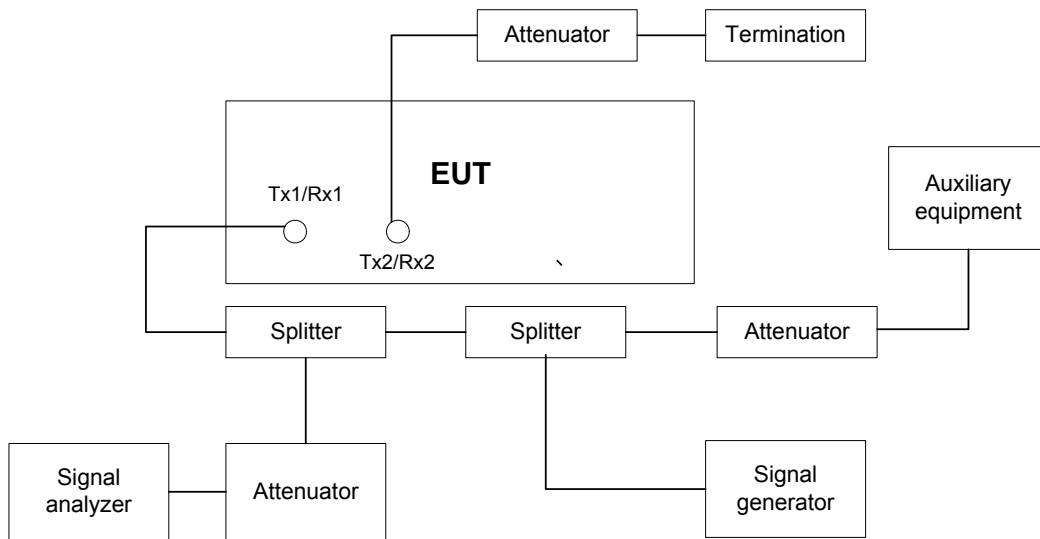 Attenuator
Termination
EUT
Tx1/Rx1
Tx2/Rx2
Auxiliary
equipment
Splitter
Splitter
Attenuator
Signal
analyzer
Attenuator
Signal
generator